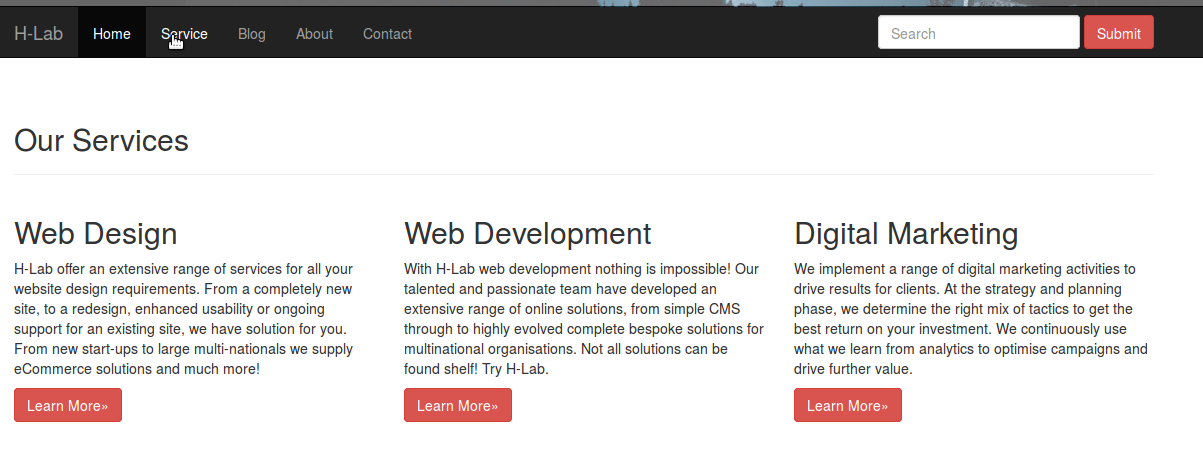 H-Lab Home Service Blog About Contact Search Submit
Our Services
Web Design
H-Lab offer an extensive range of services for all your
website design requirements. From a completely new
site, to a redesign, enhanced usability or ongoing
support for an existing site, we have solution for you.
From new start-ups to large multi-nationals we supply
eCommerce solutions and much more!
Learn More»
Web Development
With H-Lab web development nothing is impossible! Our
talented and passionate team have developed an
extensive range of online solutions, from simple CMS
through to highly evolved complete bespoke solutions for
multinational organisations. Not all solutions can be
found shelf! Try H-Lab.
Learn More»
Digital Marketing
We implement a range of digital marketing activities to
drive results for clients. At the strategy and planning
phase, we determine the right mix of tactics to get the
best return on your investment. We continuously use
what we learn from analytics to optimise campaigns and
drive further value.
Learn More»